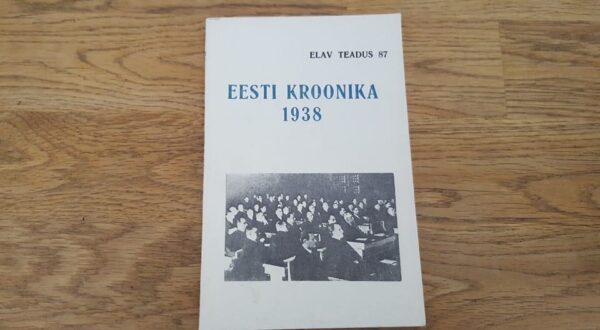 ELAV TEADUS 87
EESTI KROONIKA
1938